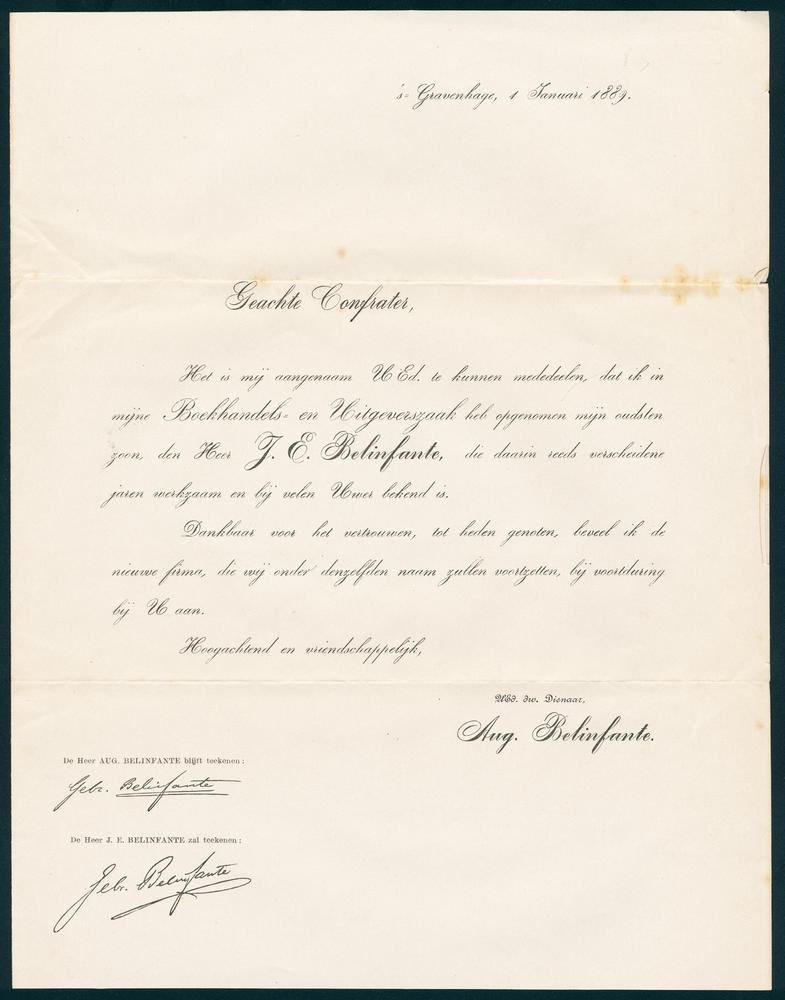 's= Gravenhage, 1 Januari 1889.
Geachte Confrater,
Het is mij aangenaam U Ed. te kunnen mededeelen, dat ik in
mijne Boekhandels= en Uitgeverszaak heb opgenomen mijn oudsten
zoon, den Heer J. E. Belinfante, die daarin reeds verscheidene
jaren werkzaam en bij velen Uwer bekend is.
Dankbaar voor het vertrouwen, tot heden genoten, beveel ik de
nieuwe firma, die wij onder denzelfden naam zullen voortzetten, bij voortduring
bij U aan.
Hoogachtend en vriendschappelijk,
UEd. dw. Dienaar,
Aug. Belinfante.
De Heer AUG. BELINFANTE blijft teekenen:
Gebr. Belinfante
De Heer J. E. BELINFANTE zal teekenen:
Gebr. Belinfante